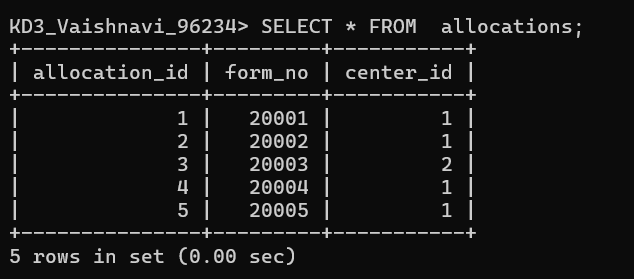 KD3_Vaishnavi_96234> SELECT * FROM  allocations;
+---------------+---------+-----------+
| allocation_id | form_no | center_id |
+---------------+---------+-----------+
|             1 |   20001 |         1 |
|             2 |   20002 |         1 |
|             3 |   20003 |         2 |
|             4 |   20004 |         1 |
|             5 |   20005 |         1 |
+---------------+---------+-----------+
5 rows in set (0.00 sec)